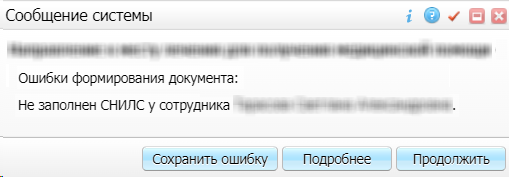 Сообщение системы
Ошибки формирования документа:
Не заполнен СНИЛС у сотрудника
Сохранить ошибку
Подробнее
Продолжить